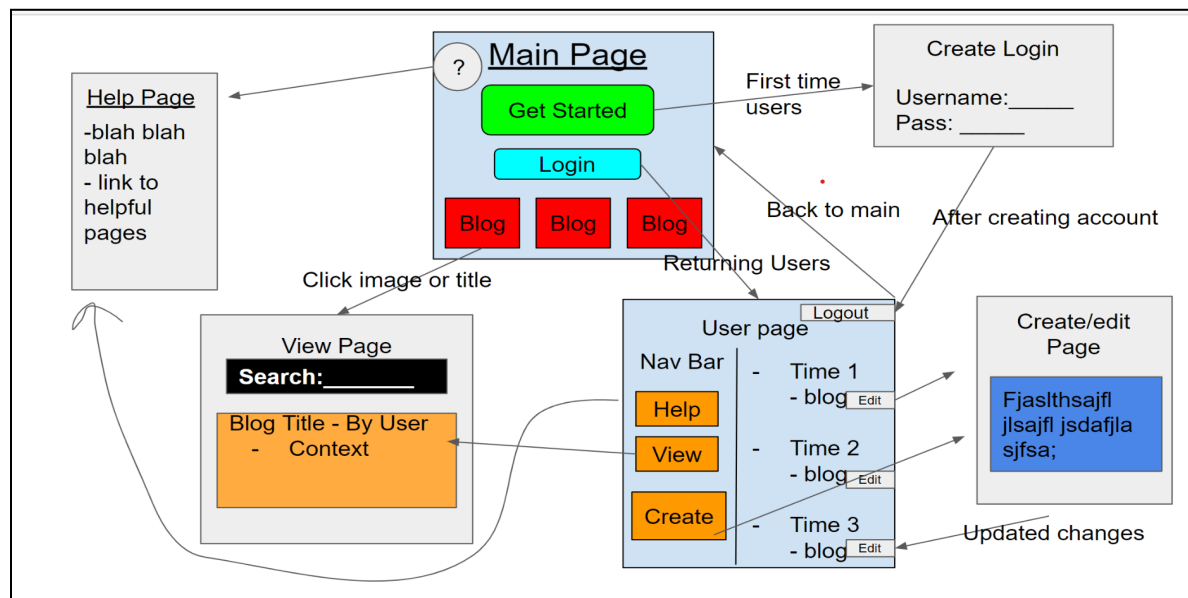 Main Page
?
Get Started
Login
Blog
Blog
Blog
Create Login
Username:_____
Pass: _____
First time
users
Help Page
-blah blah
blah
- link to
helpful
pages
Back to main
After creating account
Returning Users
Click image or title
View Page
Search:_______
Blog Title - By User
- Context
Logout
User page
Nav Bar
Help
View
Create
- Time 1
- blog
Edit
- Time 2
- blog
Edit
- Time 3
- blog
Edit
Create/edit
Page
Fjaslthsajfl
jlsajfl jsdafjla
sjfsa;
Updated changes